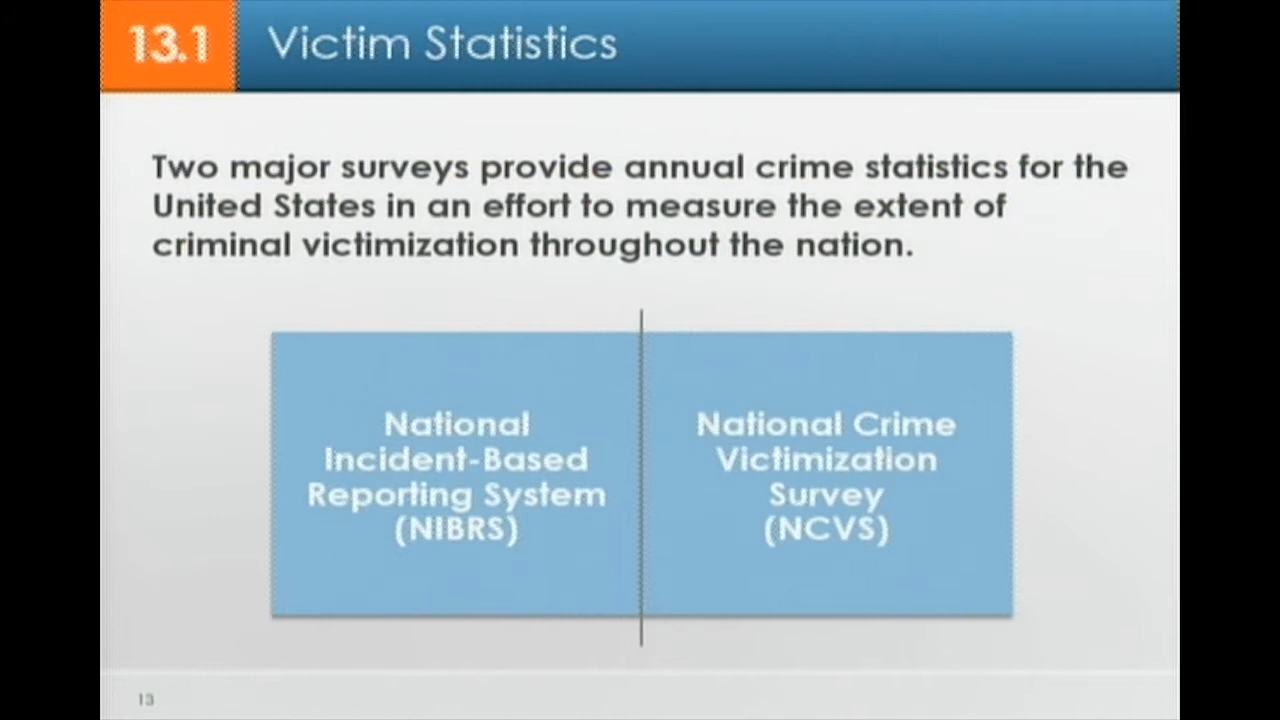 13.1 Victim Statistics
Two major surveys provide annual crime statistics for the
United States in an effort to measure the extent of
criminal victimization throughout the nation.
National
Incident-Based
Reporting System
(NIBRS)
National Crime
Victimization
Survey
(NCVS)
13